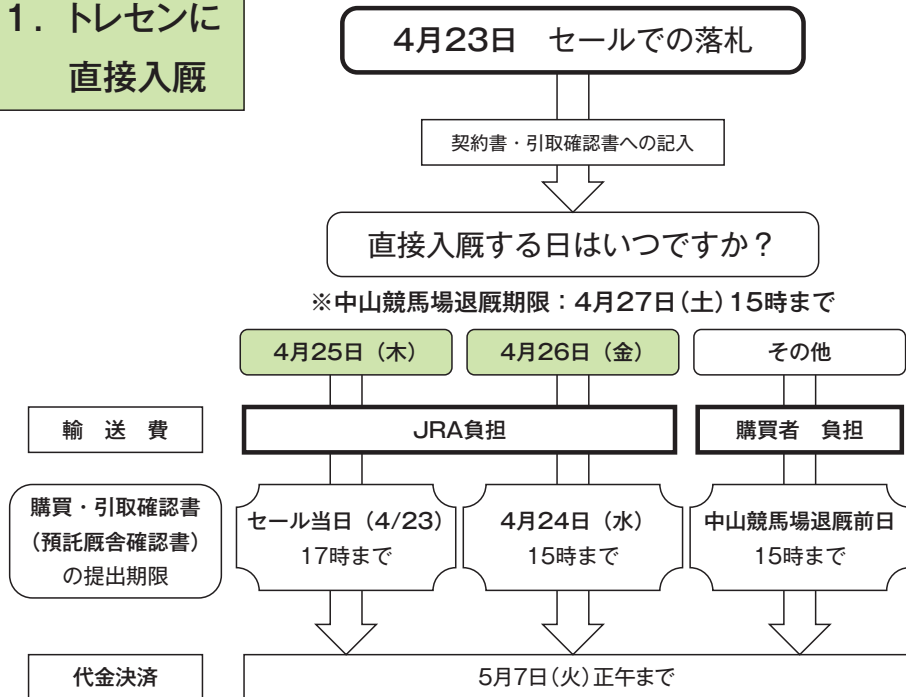 1．トレセンに
直接入厩
4月23日　セールでの落札
契約書・引取確認書への記入
直接入厩する日はいつですか？
※中山競馬場退厩期限：4月27日（土）15時まで
4月25日（木）
4月26日（金）
その他
輸　送　費
JRA負担
購買者　負担
購買・引取確認書
（預託厩舎確認書）
の提出期限
セール当日（4/23）
17時まで
4月24日（水）
15時まで
中山競馬場退厩前日
15時まで
代金決済
5月7日（火）正午まで